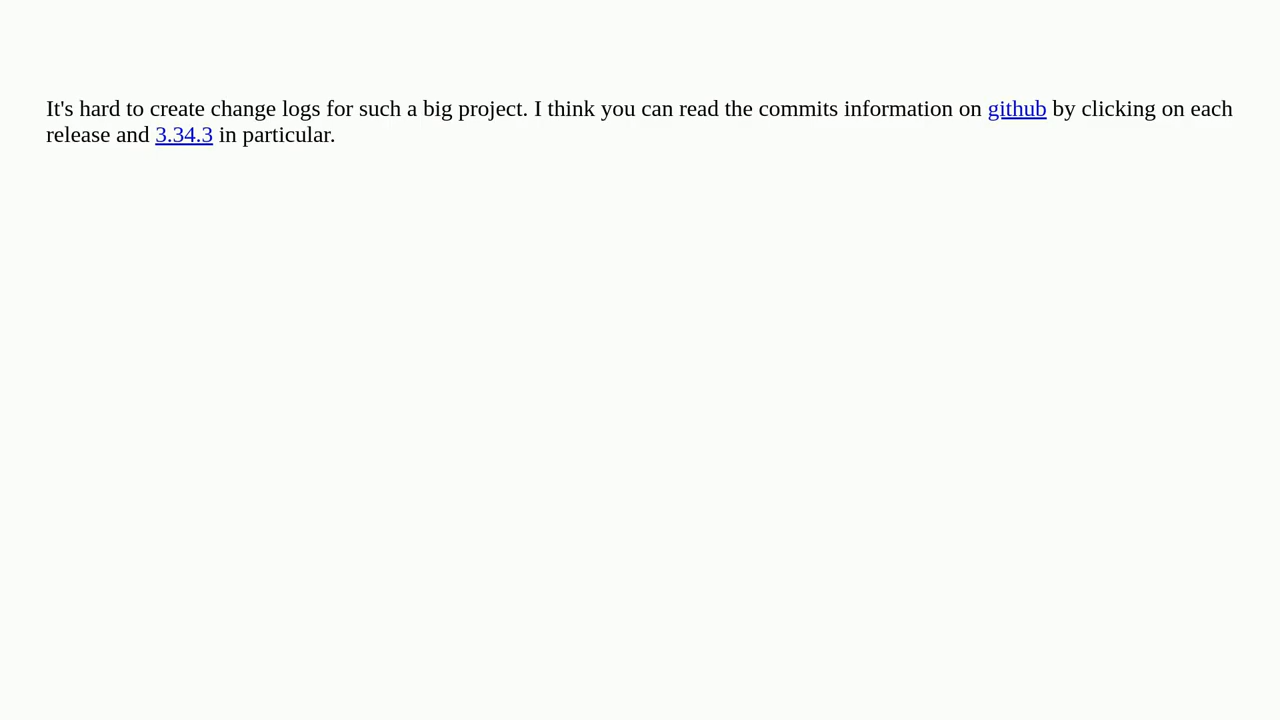 It's hard to create change logs for such a big project. I think you can read the commits information on github by clicking on each
release and 3.34.3 in particular.